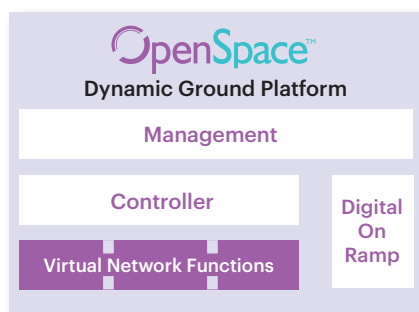 OpenSpace™
Dynamic Ground Platform
Management
Controller
Digital
On
Ramp
Virtual Network Functions